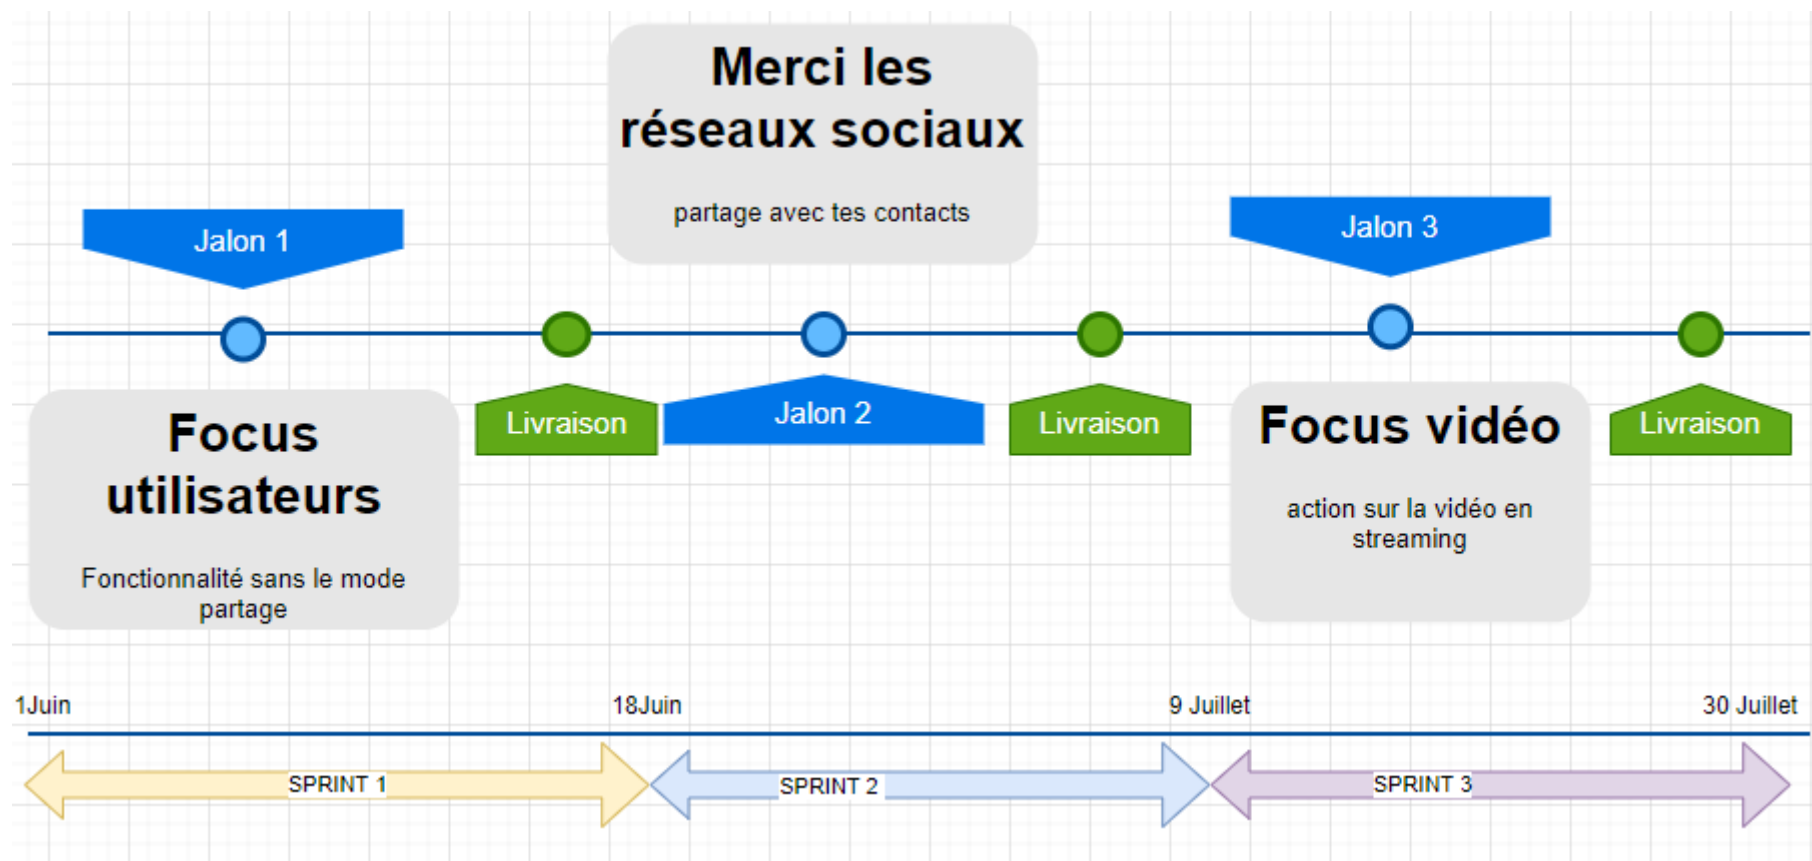 Merci les
réseaux sociaux
partage avec tes contacts
Jalon 1
Jalon 3
Livraison
Jalon 2
Livraison
Livraison
Focus
utilisateurs
Fonctionnalité sans le mode
partage
Focus vidéo
action sur la vidéo en
streaming
1Juin
18Juin
9 Juillet
30 Juillet
SPRINT 1
SPRINT 2
SPRINT 3